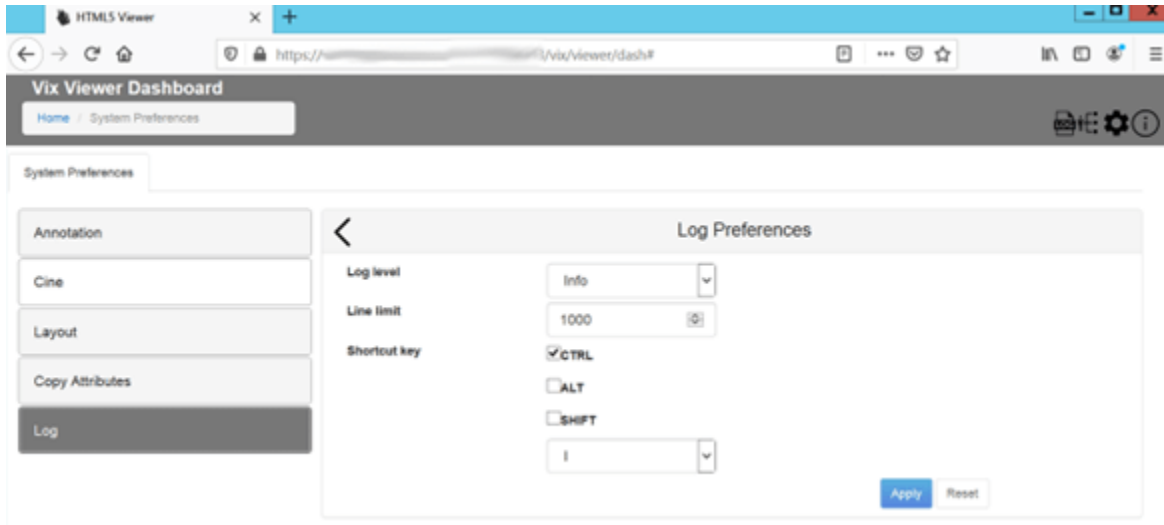 HTML5 Viewer
https:// /vix/viewer/dash#
Vix Viewer Dashboard
Home / System Preferences
System Preferences
Annotation
Cine
Layout
Copy Attributes
Log
Log Preferences
Log level
Info
Line limit
1000
Shortcut key
CTRL
ALT
SHIFT
Apply
Reset